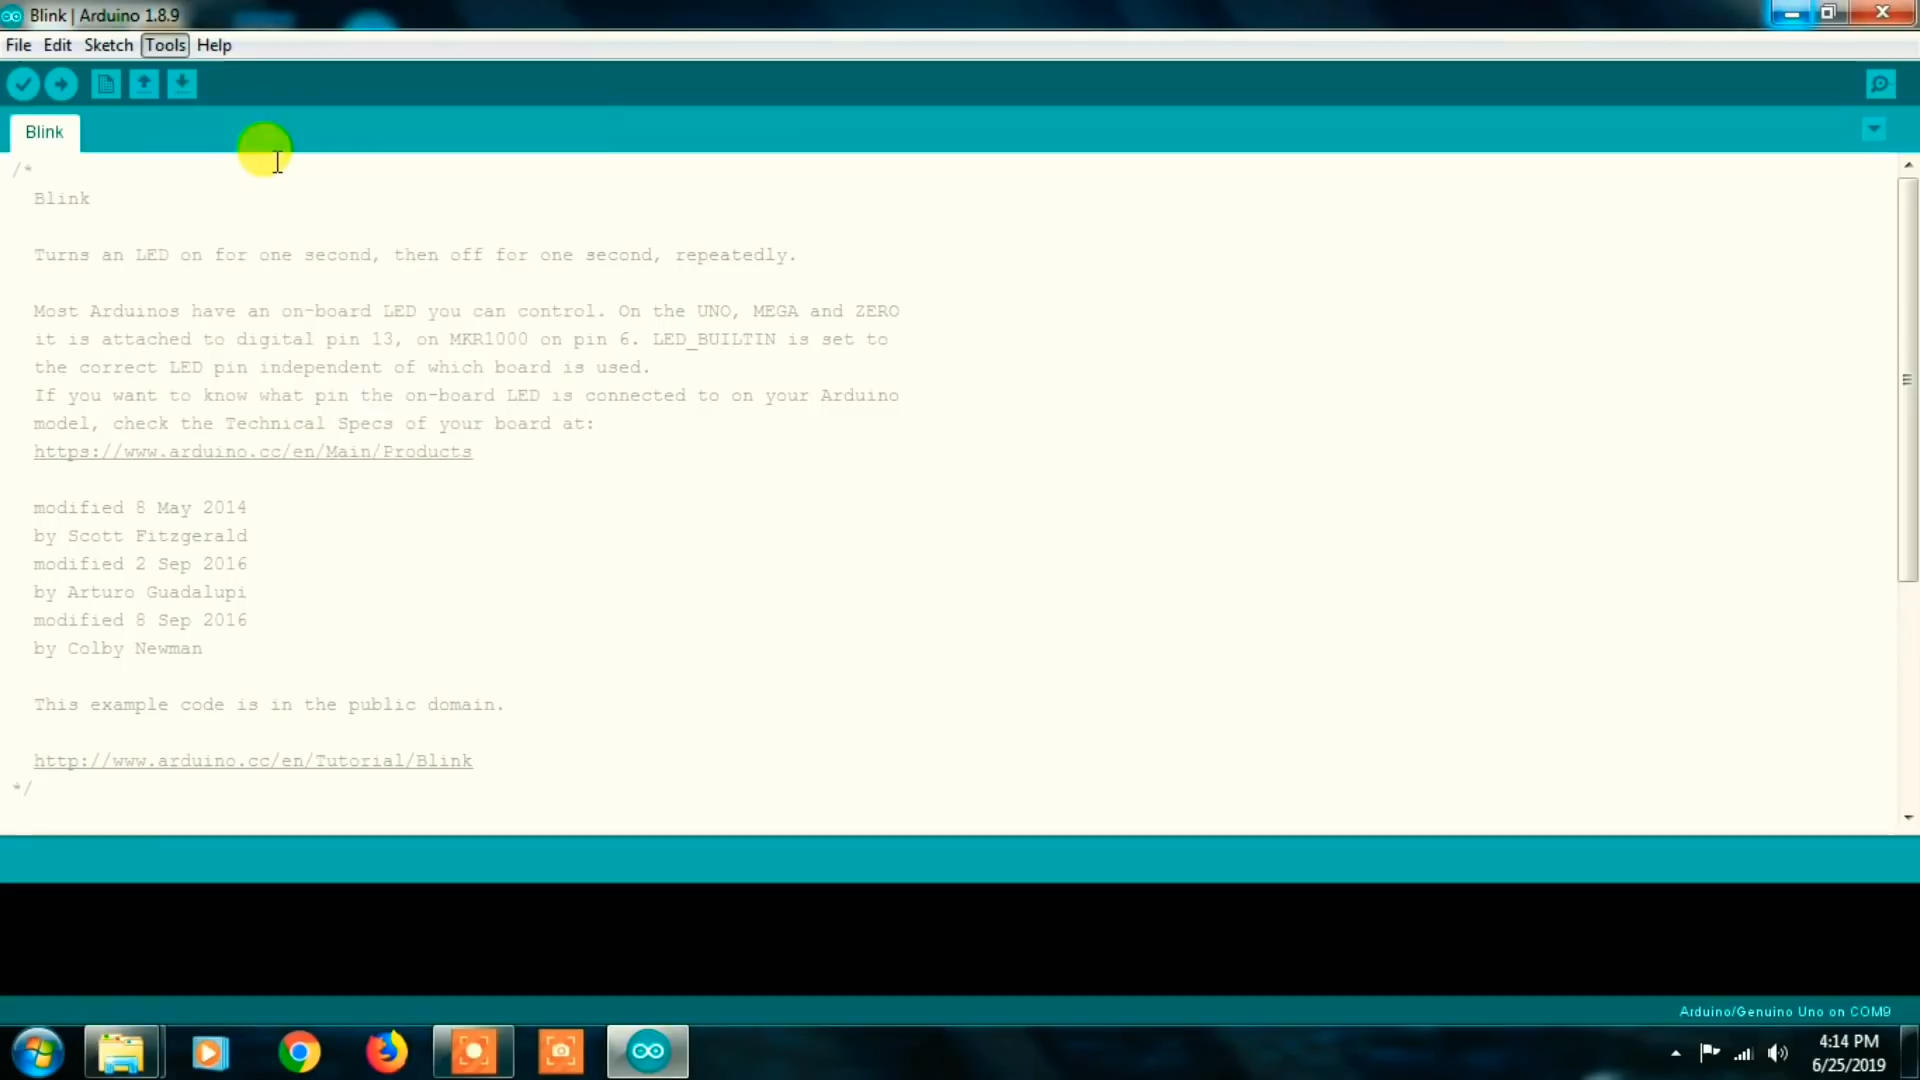 Blink | Arduino 1.8.9
File Edit Sketch Tools Help
Blink
/*
Blink
Turns an LED on for one second, then off for one second, repeatedly.
Most Arduinos have an on-board LED you can control. On the UNO, MEGA and ZERO
it is attached to digital pin 13, on MKR1000 on pin 6. LED_BUILTIN is set to
the correct LED pin independent of which board is used.
If you want to know what pin the on-board LED is connected to on your Arduino
model, check the Technical Specs of your board at:
https://www.arduino.cc/en/Main/Products
modified 8 May 2014
by Scott Fitzgerald
modified 2 Sep 2016
by Arturo Guadalupi
modified 8 Sep 2016
by Colby Newman
This example code is in the public domain.
http://www.arduino.cc/en/Tutorial/Blink
*/
Arduino/Genuino Uno on COM9
4:14 PM
6/25/2019